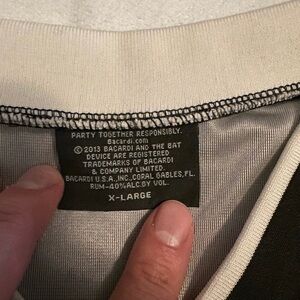 PARTY TOGETHER RESPONSIBLY.
Bacardi.com
© 2013 BACARDI AND THE BAT
DEVICE ARE REGISTERED
TRADEMARKS OF BACARDI
& COMPANY LIMITED.
BACARDI U.S.A., INC., CORAL GABLES, FL.
RUM-40%ALC. BY VOL.
X-LARGE